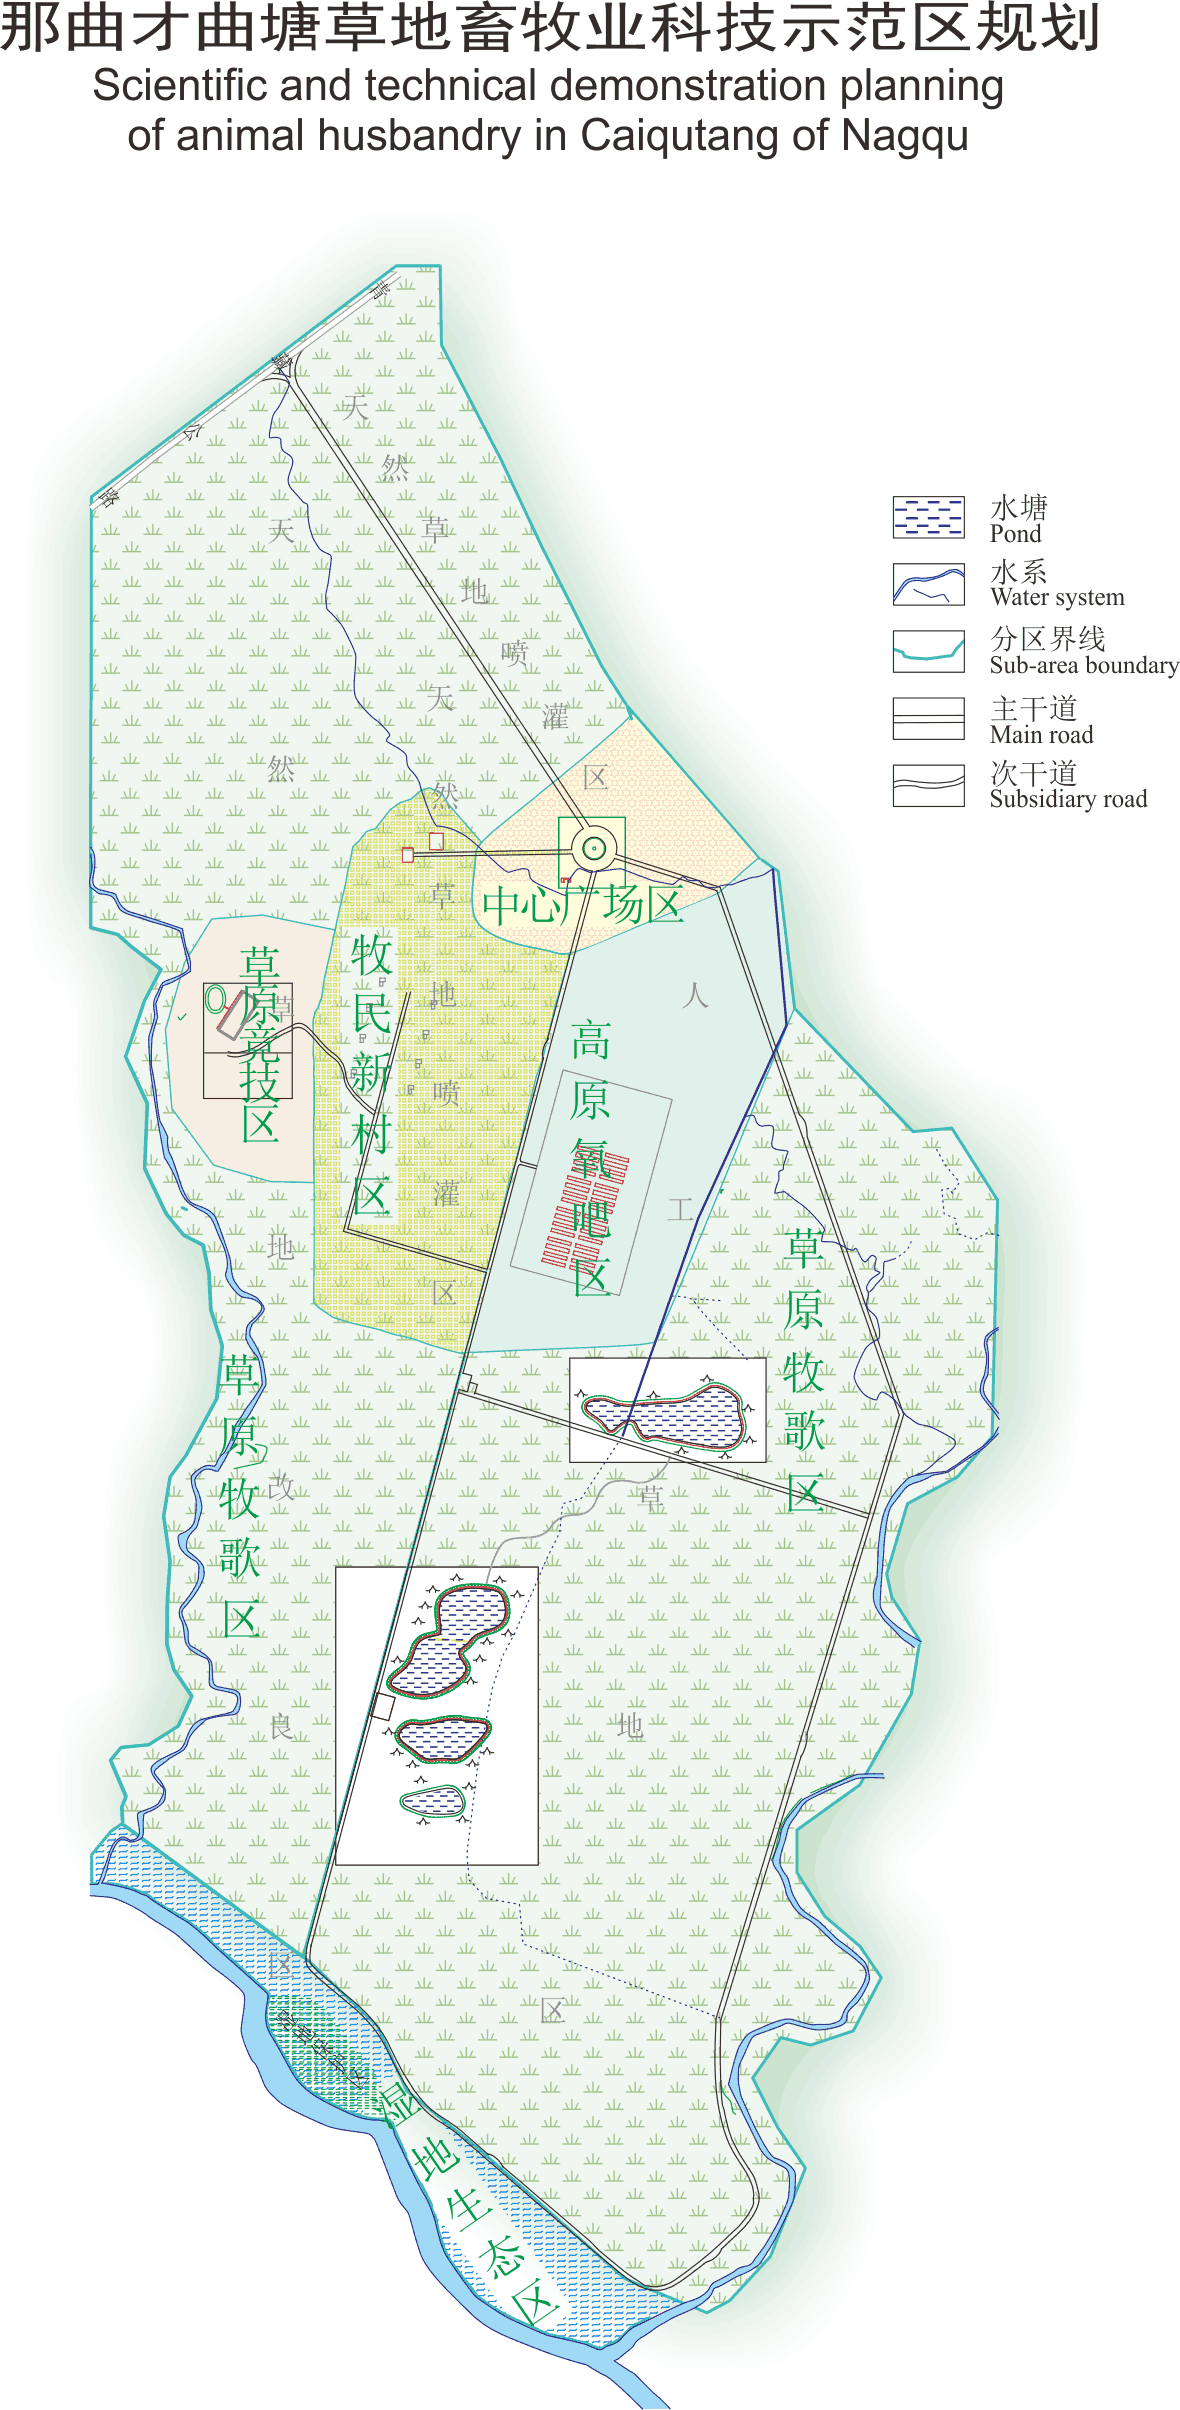 那曲才曲塘草地畜牧业科技示范区规划
Scientific and technical demonstration planning
of animal husbandry in Caiqutang of Nagqu
青藏公路
天然草地喷灌区
天然草地喷灌区
天然草地改良区
水塘
Pond
水系
Water system
分区界线
Sub-area boundary
主干道
Main road
次干道
Subsidiary road
中心广场区
草原竞技区
牧民新村区
高原氧吧区
人工草地区
草原牧歌区
草原牧歌区
湿地生态区